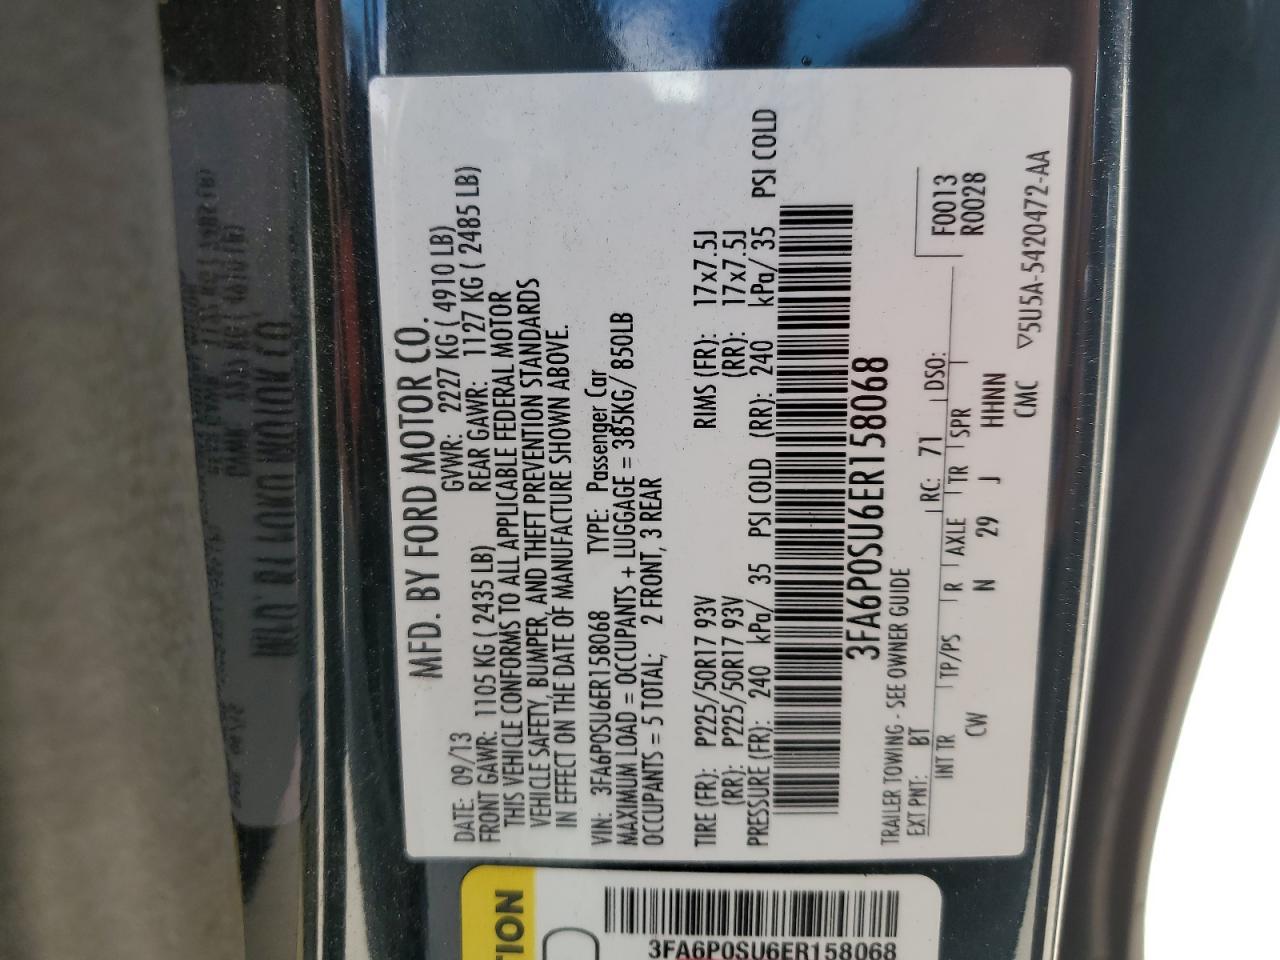 MFD. BY FORD MOTOR CO.
DATE: 09/13 GVWR: 2227 KG ( 4910 LB)
FRONT GAWR: 1105 KG ( 2435 LB) REAR GAWR: 1127 KG ( 2485 LB)
THIS VEHICLE CONFORMS TO ALL APPLICABLE FEDERAL MOTOR
VEHICLE SAFETY, BUMPER, AND THEFT PREVENTION STANDARDS
IN EFFECT ON THE DATE OF MANUFACTURE SHOWN ABOVE.
VIN: 3FA6P0SU6ER158068 TYPE: Passenger Car
MAXIMUM LOAD = OCCUPANTS + LUGGAGE = 385KG/ 850LB
OCCUPANTS = 5 TOTAL; 2 FRONT, 3 REAR
TIRE (FR): P225/50R17 93V RIMS (FR): 17x7.5J
(RR): P225/50R17 93V (RR): 17x7.5J
PRESSURE (FR): 240 kPa/ 35 PSI COLD (RR): 240 kPa/ 35 PSI COLD
3FA6P0SU6ER158068
TRAILER TOWING - SEE OWNER GUIDE
EXT PNT: BT RC: 71 DSO: F0013
R0028
INT TR TP/PS R AXLE TR SPR
CW N 29 J HHNN
CMC ▽5U5A-5420472-AA
TION
3FA6P0SU6ER158068